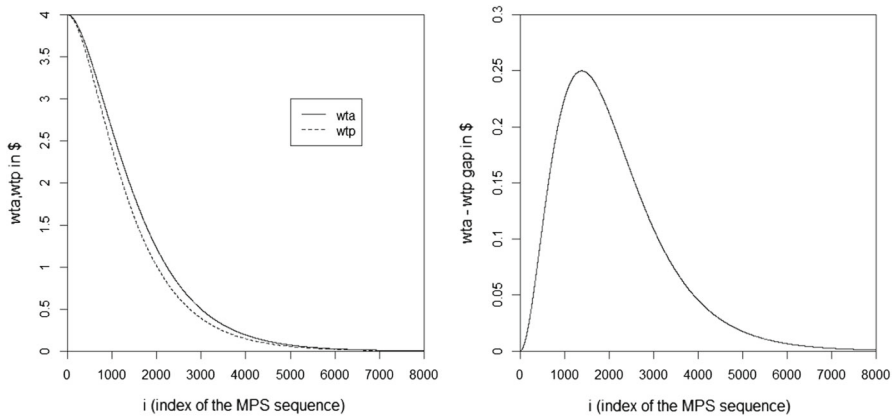 wta,wtp in $
4
3.5
3
2.5
2
1.5
1
0.5
0
wta
wtp
0 1000 2000 3000 4000 5000 6000 7000 8000
i (index of the MPS sequence)
wta - wtp gap in $
0.3
0.25
0.2
0.15
0.1
0.05
0
0 1000 2000 3000 4000 5000 6000 7000 8000
i (index of the MPS sequence)